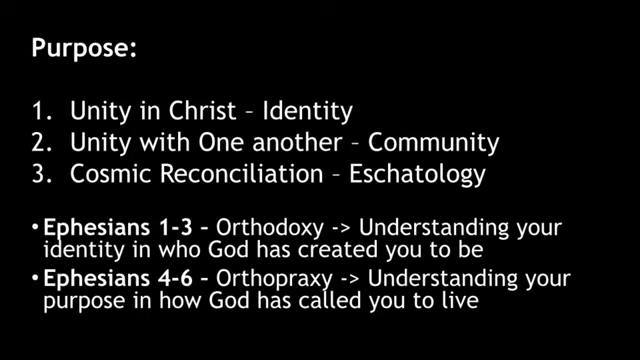 Purpose:
1. Unity in Christ – Identity
2. Unity with One another – Community
3. Cosmic Reconciliation – Eschatology
•Ephesians 1-3 – Orthodoxy -> Understanding your
identity in who God has created you to be
•Ephesians 4-6 – Orthopraxy -> Understanding your
purpose in how God has called you to live